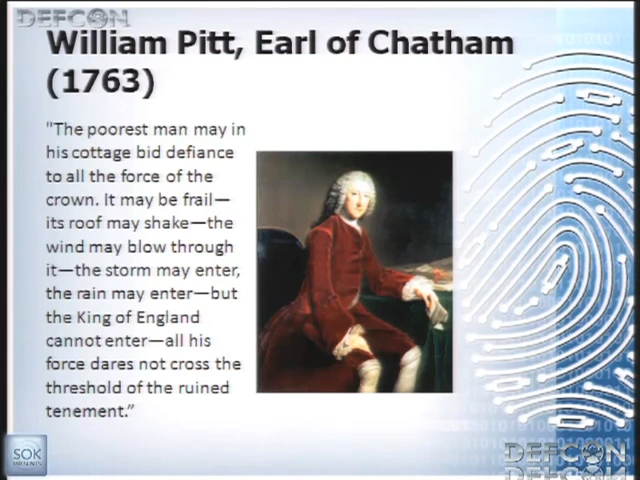 DEFCON
William Pitt, Earl of Chatham
(1763)
"The poorest man may in
his cottage bid defiance
to all the force of the
crown. It may be frail—
its roof may shake—the
wind may blow through
it—the storm may enter,
the rain may enter—but
the King of England
cannot enter—all his
force dares not cross the
threshold of the ruined
tenement.”
SOK
PRESENTS
DEFCON